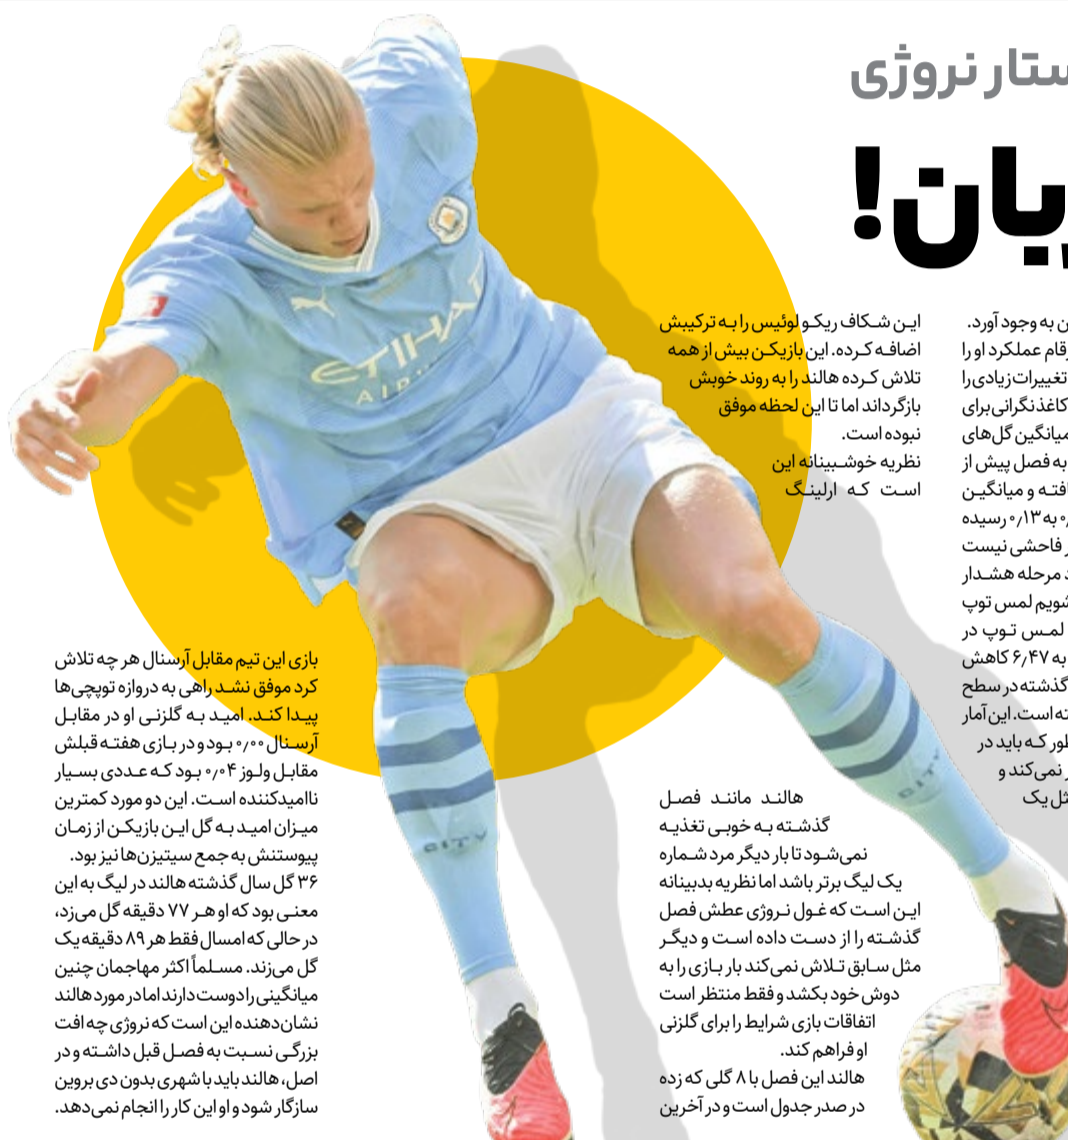 ستار نروژی
ن به وجود آورد.
رقام عملکرد او را
تغییرات زیادی را
کاغذ نگرانی برای
میانگین گل‌های
به فصل پیش از
افته و میانگین
به ۰٫۱۳ رسیده
فاحشی نیست
مرحله هشدار
شویم لمس توپ
لمس توپ در
به ۶٫۴۷ کاهش
گذشته در سطح
ته است. این آمار
طور که باید در
نمی‌کند و
یک
این شکاف ریکو لوئیس را به ترکیبش
اضافه کرده. این بازیکن بیش از همه
تلاش کرده هالند را به روند خوبش
بازگرداند اما تا این لحظه موفق
نبوده است.
نظریه خوشبینانه این
است که ارلینگ
هالند مانند فصل
گذشته به خوبی تغذیه
نمی‌شود تا بار دیگر مرد شماره
یک لیگ برتر باشد اما نظریه بدبینانه
این است که غول نروژی عطش فصل
گذشته را از دست داده است و دیگر
مثل سابق تلاش نمی‌کند بار بازی را به
دوش خود بکشد و فقط منتظر است
اتفاقات بازی شرایط را برای گلزنی
او فراهم کند.
هالند این فصل با ۸ گلی که زده
در صدر جدول است و در آخرین
بازی این تیم مقابل آرسنال هر چه تلاش
کرد موفق نشد راهی به دروازه توپچی‌ها
پیدا کند. امید به گلزنی او در مقابل
آرسنال ۰٫۰۰ بود و در بازی هفته قبلش
مقابل ولوز ۰٫۰۴ بود که عددی بسیار
ناامیدکننده است. این دو مورد کمترین
میزان امید به گل این بازیکن از زمان
پیوستنش به جمع سیتیزن‌ها نیز بود.
۳۶ گل سال گذشته هالند در لیگ به این
معنی بود که او هر ۷۷ دقیقه گل می‌زد،
در حالی که امسال فقط هر ۸۹ دقیقه یک
گل می‌زند. مسلماً اکثر مهاجمان چنین
میانگینی را دوست دارند اما در مورد هالند
نشان‌دهنده این است که نروژی چه افت
بزرگی نسبت به فصل قبل داشته و در
اصل، هالند باید با شهری بدون دی بروین
سازگار شود و او این کار را انجام نمی‌دهد.
ETIHA
CITY
CITY